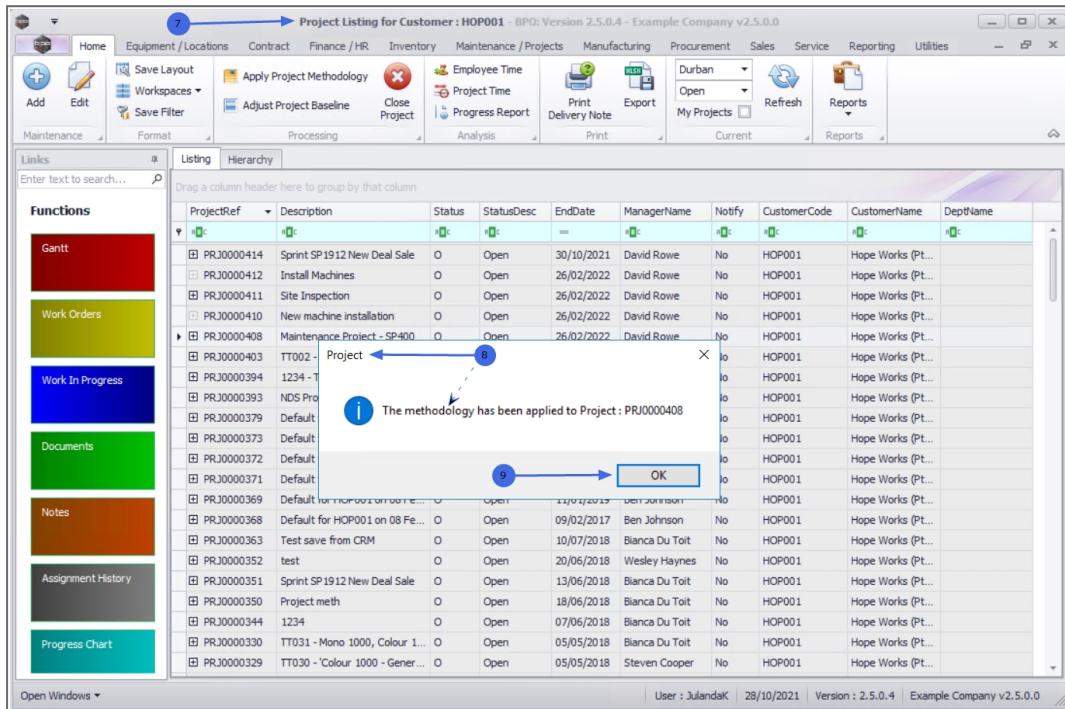 7
Project Listing for Customer : HOP001 - BPO: Version 2.5.0.4 - Example Company v2.5.0.0
Home Equipment / Locations Contract Finance / HR Inventory Maintenance / Projects Manufacturing Procurement Sales Service Reporting Utilities
Add
Edit
Maintenance
Save Layout
Workspaces
Save Filter
Format
Apply Project Methodology
Adjust Project Baseline
Close
Project
Processing
Employee Time
Project Time
Progress Report
Analysis
Print
Delivery Note
Export
Print
Durban
Open
My Projects
Refresh
Current
Reports
Reports
Links
Enter text to search...
Functions
Gantt
Work Orders
Work In Progress
Documents
Notes
Assignment History
Progress Chart
Listing Hierarchy
Drag a column header here to group by that column
ProjectRef Description Status StatusDesc EndDate ManagerName Notify CustomerCode CustomerName DeptName
PRJ0000414 Sprint SP1912 New Deal Sale O Open 30/10/2021 David Rowe No HOP001 Hope Works (Pt...
PRJ0000412 Install Machines O Open 26/02/2022 David Rowe No HOP001 Hope Works (Pt...
PRJ0000411 Site Inspection O Open 26/02/2022 David Rowe No HOP001 Hope Works (Pt...
PRJ0000410 New machine installation O Open 26/02/2022 David Rowe No HOP001 Hope Works (Pt...
PRJ0000408 Maintenance Project - SP400 O Open 26/02/2022 David Rowe No HOP001 Hope Works (Pt...
PRJ0000403 TT002 - HOP001 Hope Works (Pt...
PRJ0000394 1234 - T HOP001 Hope Works (Pt...
PRJ0000393 NDS Pro HOP001 Hope Works (Pt...
PRJ0000379 Default HOP001 Hope Works (Pt...
PRJ0000373 Default HOP001 Hope Works (Pt...
PRJ0000372 Default HOP001 Hope Works (Pt...
PRJ0000371 Default HOP001 Hope Works (Pt...
PRJ0000369 Default for HOP001 on 08 Fe... O Open 11/01/2019 Ben Johnson No HOP001 Hope Works (Pt...
PRJ0000368 Default for HOP001 on 08 Fe... O Open 09/02/2017 Ben Johnson No HOP001 Hope Works (Pt...
PRJ0000363 Test save from CRM O Open 10/07/2018 Bianca Du Toit No HOP001 Hope Works (Pt...
PRJ0000352 test O Open 20/06/2018 Wesley Haynes No HOP001 Hope Works (Pt...
PRJ0000351 Sprint SP1912 New Deal Sale O Open 13/06/2018 Bianca Du Toit No HOP001 Hope Works (Pt...
PRJ0000350 Project meth O Open 18/06/2018 Bianca Du Toit No HOP001 Hope Works (Pt...
PRJ0000344 1234 O Open 07/06/2018 Bianca Du Toit No HOP001 Hope Works (Pt...
PRJ0000330 TT031 - Mono 1000, Colour 1... O Open 05/05/2018 Bianca Du Toit No HOP001 Hope Works (Pt...
PRJ0000329 TT030 - 'Colour 1000 - Gener... O Open 05/05/2018 Steven Cooper No HOP001 Hope Works (Pt...
Project
8
The methodology has been applied to Project : PRJ0000408
9
OK
Open Windows
User : JulandaK 28/10/2021 Version : 2.5.0.4 Example Company v2.5.0.0